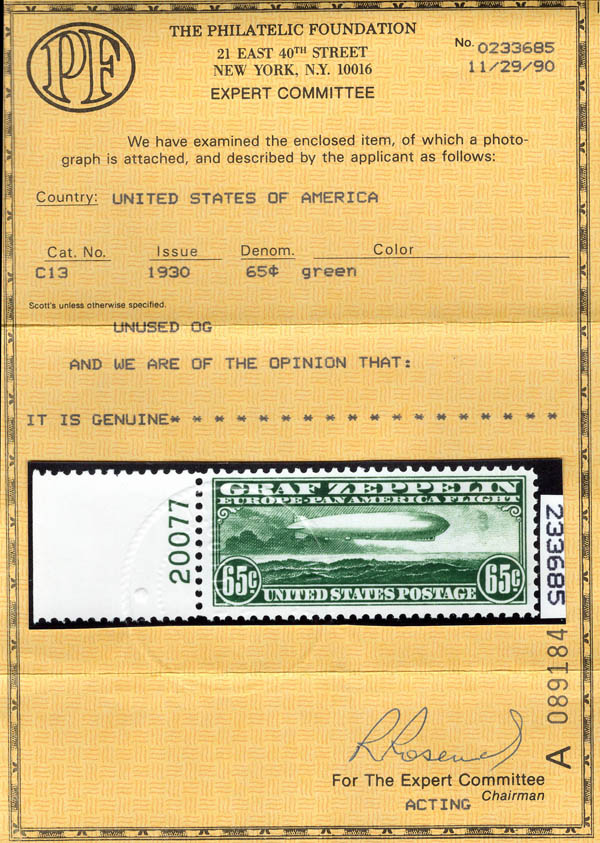 PF
THE PHILATELIC FOUNDATION
21 EAST 40TH STREET
NEW YORK, N.Y. 10016
EXPERT COMMITTEE
No. 0233685
11/29/90
We have examined the enclosed item, of which a photo-
graph is attached, and described by the applicant as follows:
Country: UNITED STATES OF AMERICA
Cat. No. Issue Denom. Color
C13 1930 65¢ green
Scott's unless otherwise specified.
UNUSED OG
AND WE ARE OF THE OPINION THAT:
IT IS GENUINE* * * * * * * * * * * * * * * * * *
20077
GRAF ZEPPELIN
EUROPE-PAN AMERICA FLIGHT
65¢ UNITED STATES POSTAGE 65¢
233685
A 089184
For The Expert Committee
Chairman
ACTING